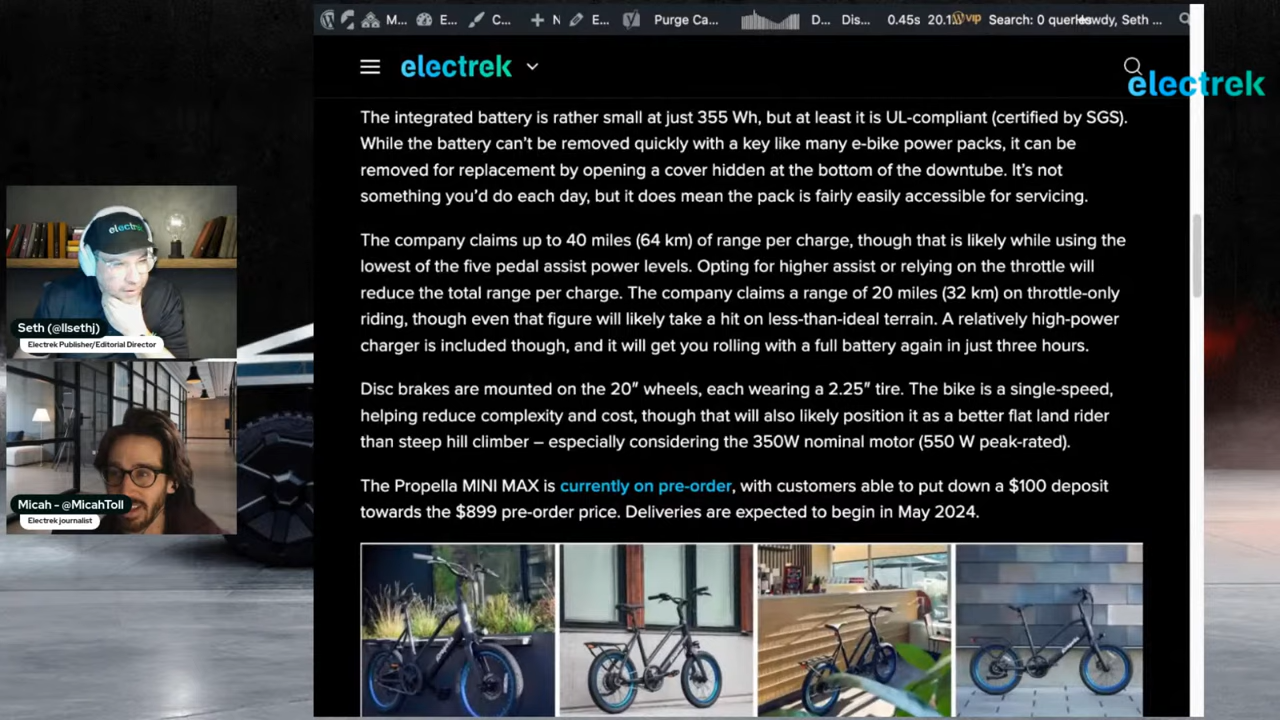 M... E... C... N E... Purge Ca... D... Dis... 0.45s 20.1 vip Search: 0 queries Howdy, Seth ...
electrek
electrek
The integrated battery is rather small at just 355 Wh, but at least it is UL-compliant (certified by SGS).
While the battery can’t be removed quickly with a key like many e-bike power packs, it can be
removed for replacement by opening a cover hidden at the bottom of the downtube. It’s not
something you’d do each day, but it does mean the pack is fairly easily accessible for servicing.
The company claims up to 40 miles (64 km) of range per charge, though that is likely while using the
lowest of the five pedal assist power levels. Opting for higher assist or relying on the throttle will
reduce the total range per charge. The company claims a range of 20 miles (32 km) on throttle-only
riding, though even that figure will likely take a hit on less-than-ideal terrain. A relatively high-power
charger is included though, and it will get you rolling with a full battery again in just three hours.
Disc brakes are mounted on the 20″ wheels, each wearing a 2.25″ tire. The bike is a single-speed,
helping reduce complexity and cost, though that will also likely position it as a better flat land rider
than steep hill climber – especially considering the 350W nominal motor (550 W peak-rated).
The Propella MINI MAX is currently on pre-order, with customers able to put down a $100 deposit
towards the $899 pre-order price. Deliveries are expected to begin in May 2024.
electrek
Seth (@llsethj)
Electrek Publisher/Editorial Director
Micah - @MicahToll
Electrek journalist